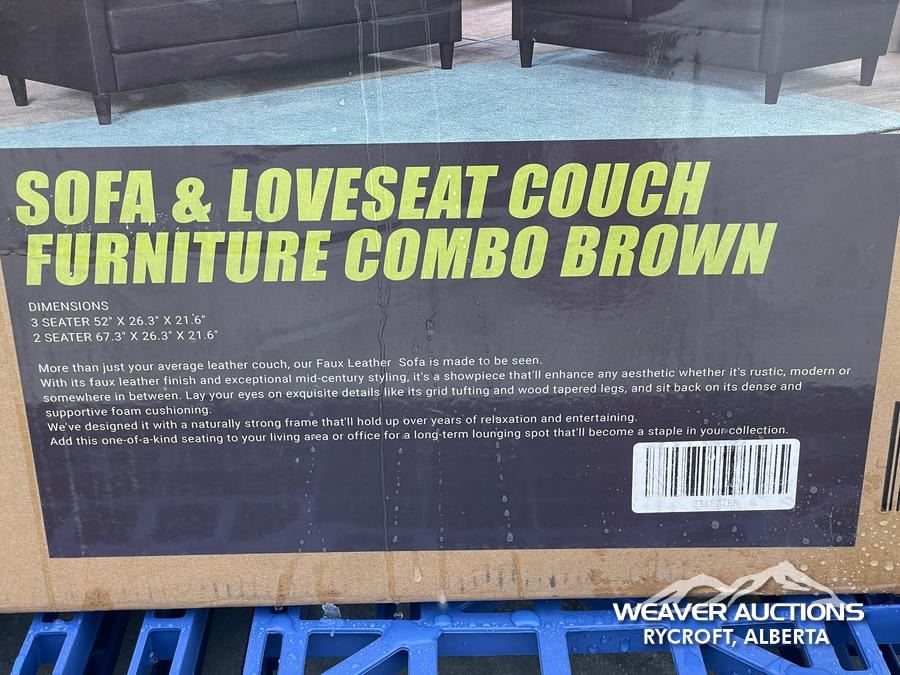 SOFA & LOVESEAT COUCH
FURNITURE COMBO BROWN
DIMENSIONS
3 SEATER 52" X 26.3" X 21.6"
2 SEATER 67.3" X 26.3" X 21.6"
More than just your average leather couch, our Faux Leather Sofa is made to be seen.
With its faux leather finish and exceptional mid-century styling, it's a showpiece that'll enhance any aesthetic whether it's rustic, modern or
somewhere in between. Lay your eyes on exquisite details like its grid tufting and wood tapered legs, and sit back on its dense and
supportive foam cushioning.
We've designed it with a naturally strong frame that'll hold up over years of relaxation and entertaining.
Add this one-of-a-kind seating to your living area or office for a long-term lounging spot that'll become a staple in your collection.
WEAVER AUCTIONS
RYCROFT, ALBERTA